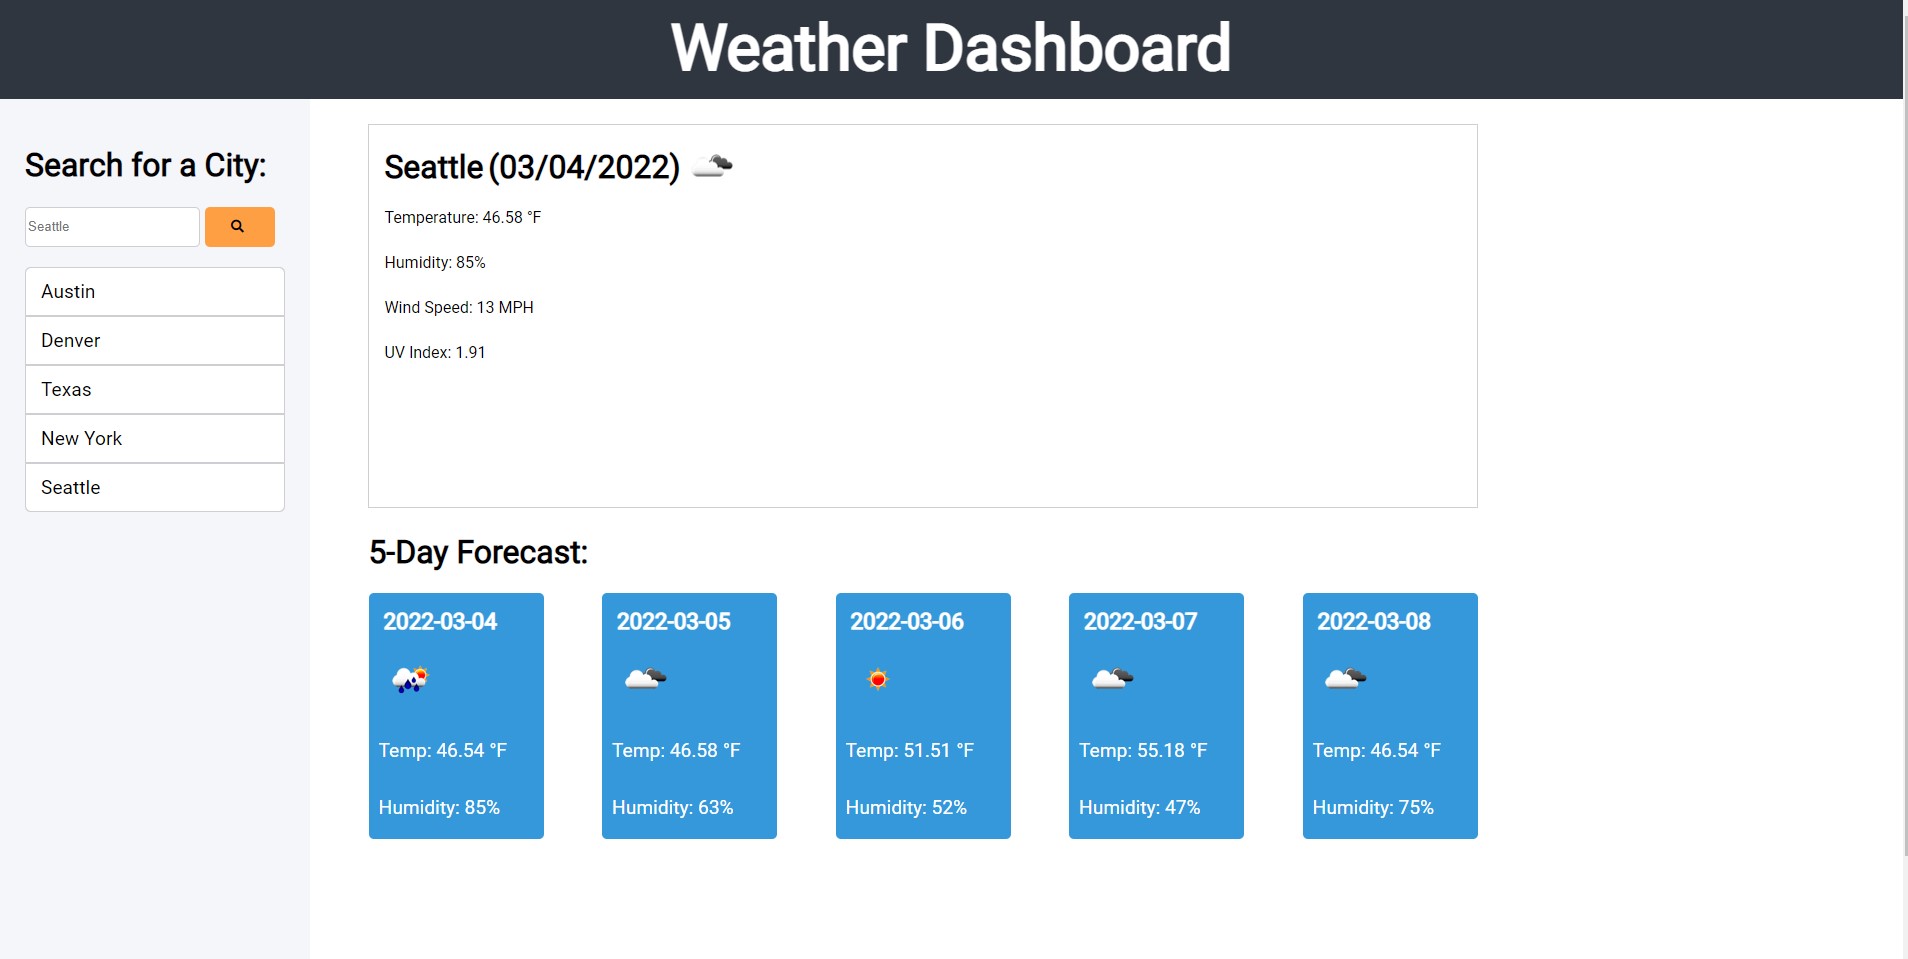 Weather Dashboard
Search for a City:
Seattle
Austin
Denver
Texas
New York
Seattle
Seattle (03/04/2022)
Temperature: 46.58 °F
Humidity: 85%
Wind Speed: 13 MPH
UV Index: 1.91
5-Day Forecast:
2022-03-04
Temp: 46.54 °F
Humidity: 85%
2022-03-05
Temp: 46.58 °F
Humidity: 63%
2022-03-06
Temp: 51.51 °F
Humidity: 52%
2022-03-07
Temp: 55.18 °F
Humidity: 47%
2022-03-08
Temp: 46.54 °F
Humidity: 75%